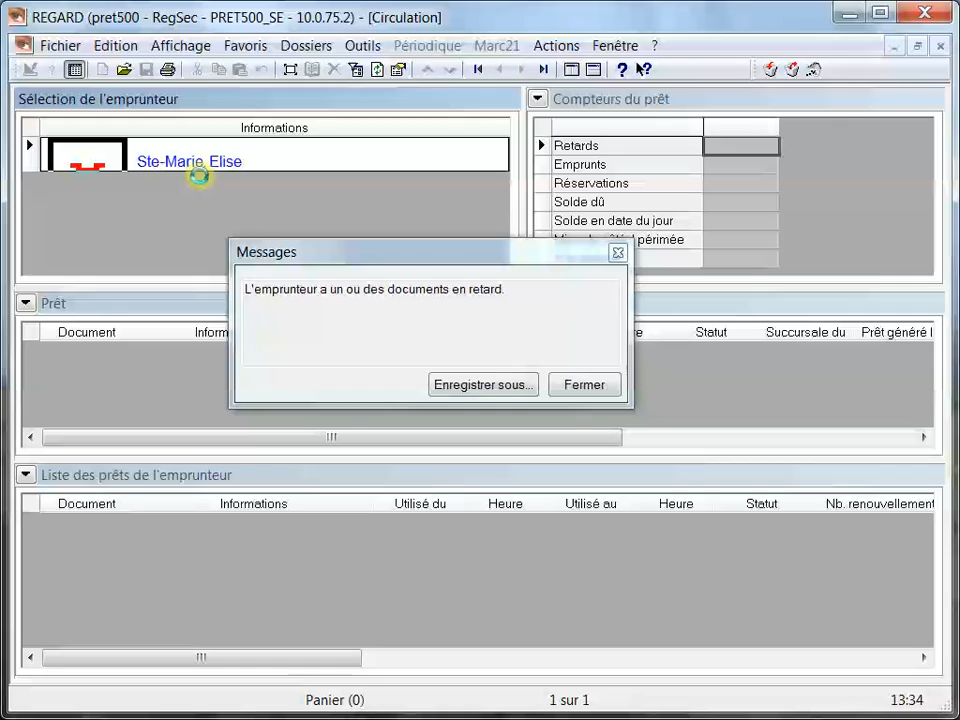 REGARD (pret500 - RegSec - PRET500_SE - 10.0.75.2) - [Circulation]
Fichier Edition Affichage Favoris Dossiers Outils Périodique Marc21 Actions Fenêtre ?
Sélection de l'emprunteur
Informations
Ste-Marie, Elise
Compteurs du prêt
Retards
Emprunts
Réservations
Solde dû
Solde en date du jour
périmée
Messages
L'emprunteur a un ou des documents en retard.
Enregistrer sous... Fermer
Prêt
Document Inform re Statut Succursale du Prêt généré l
Liste des prêts de l'emprunteur
Document Informations Utilisé du Heure Utilisé au Heure Statut Nb. renouvellement
Panier (0) 1 sur 1 13:34